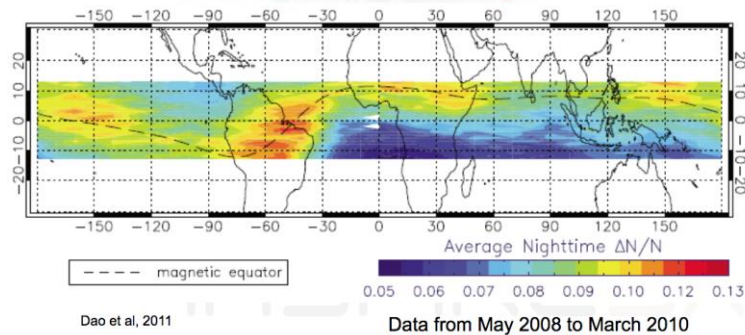 −150 −120 −90 −60 −30 0 30 60 90 120 150
20 20
10 10
0 0
−10 −10
−20 −20
−150 −120 −90 −60 −30 0 30 60 90 120 150
Average Nighttime ΔN/N
magnetic equator
0.05 0.06 0.07 0.08 0.09 0.10 0.11 0.12 0.13
Dao et al, 2011
Data from May 2008 to March 2010